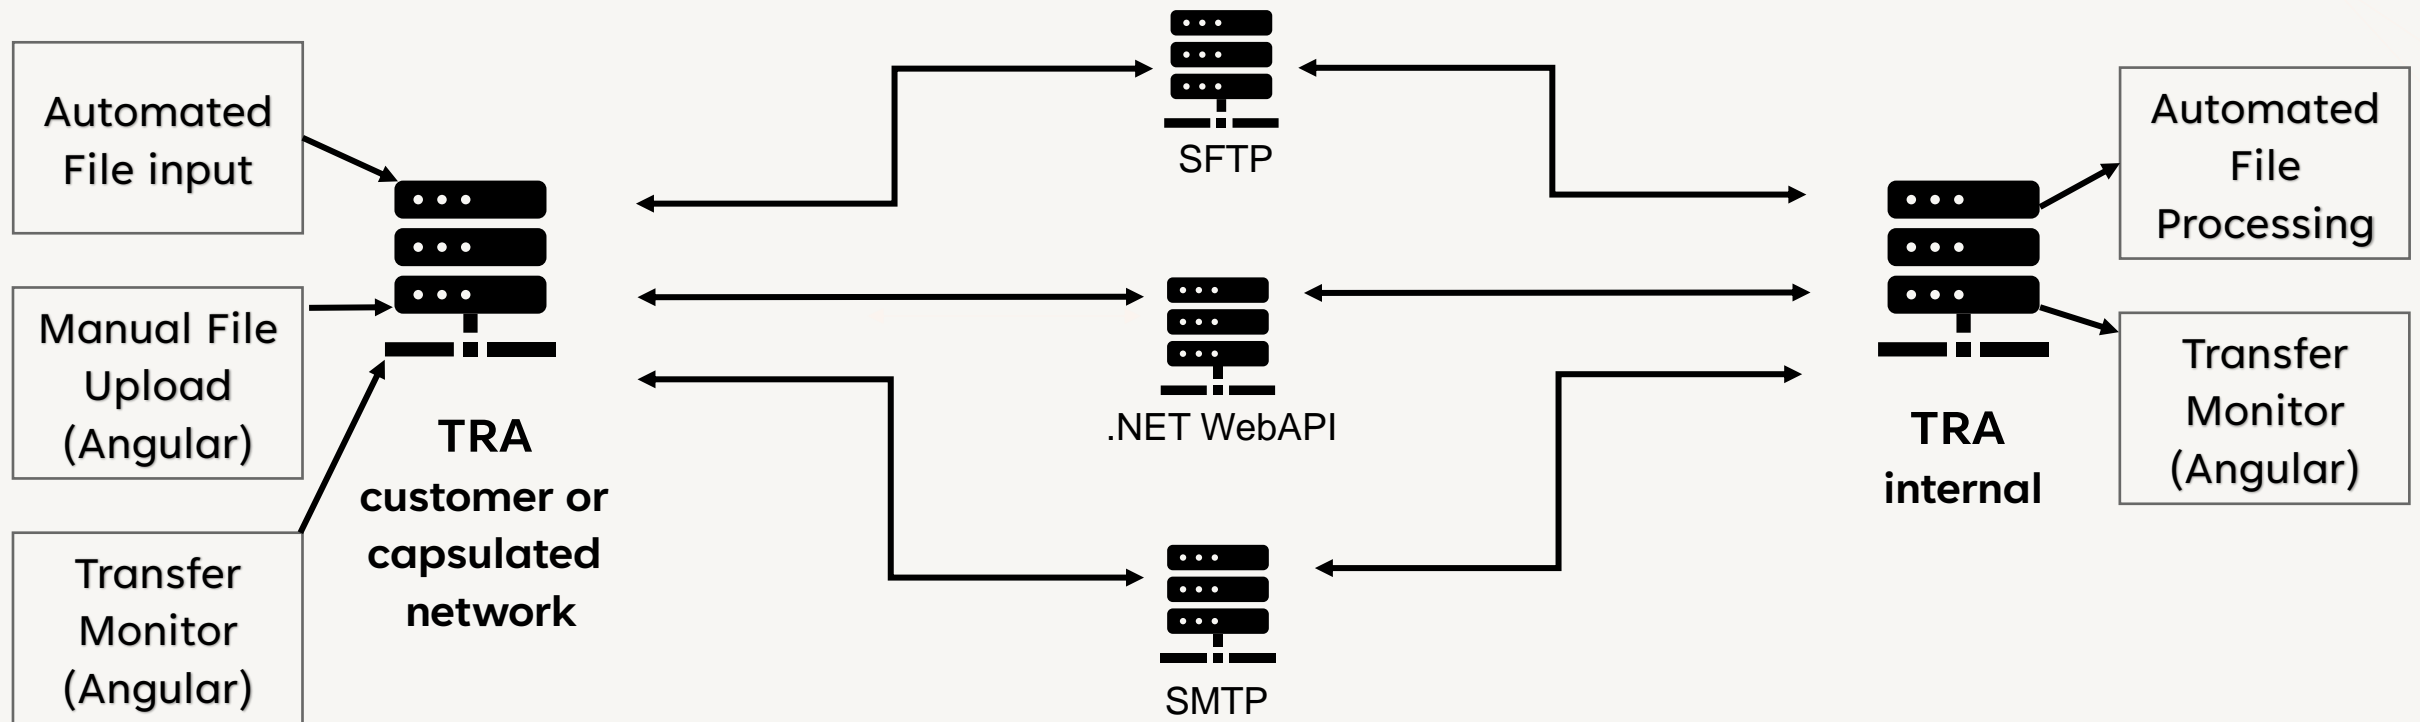 Automated
File input
Manual File
Upload
(Angular)
Transfer
Monitor
(Angular)
TRA
customer or
capsulated
network
SFTP
.NET WebAPI
SMTP
TRA
internal
Automated
File
Processing
Transfer
Monitor
(Angular)